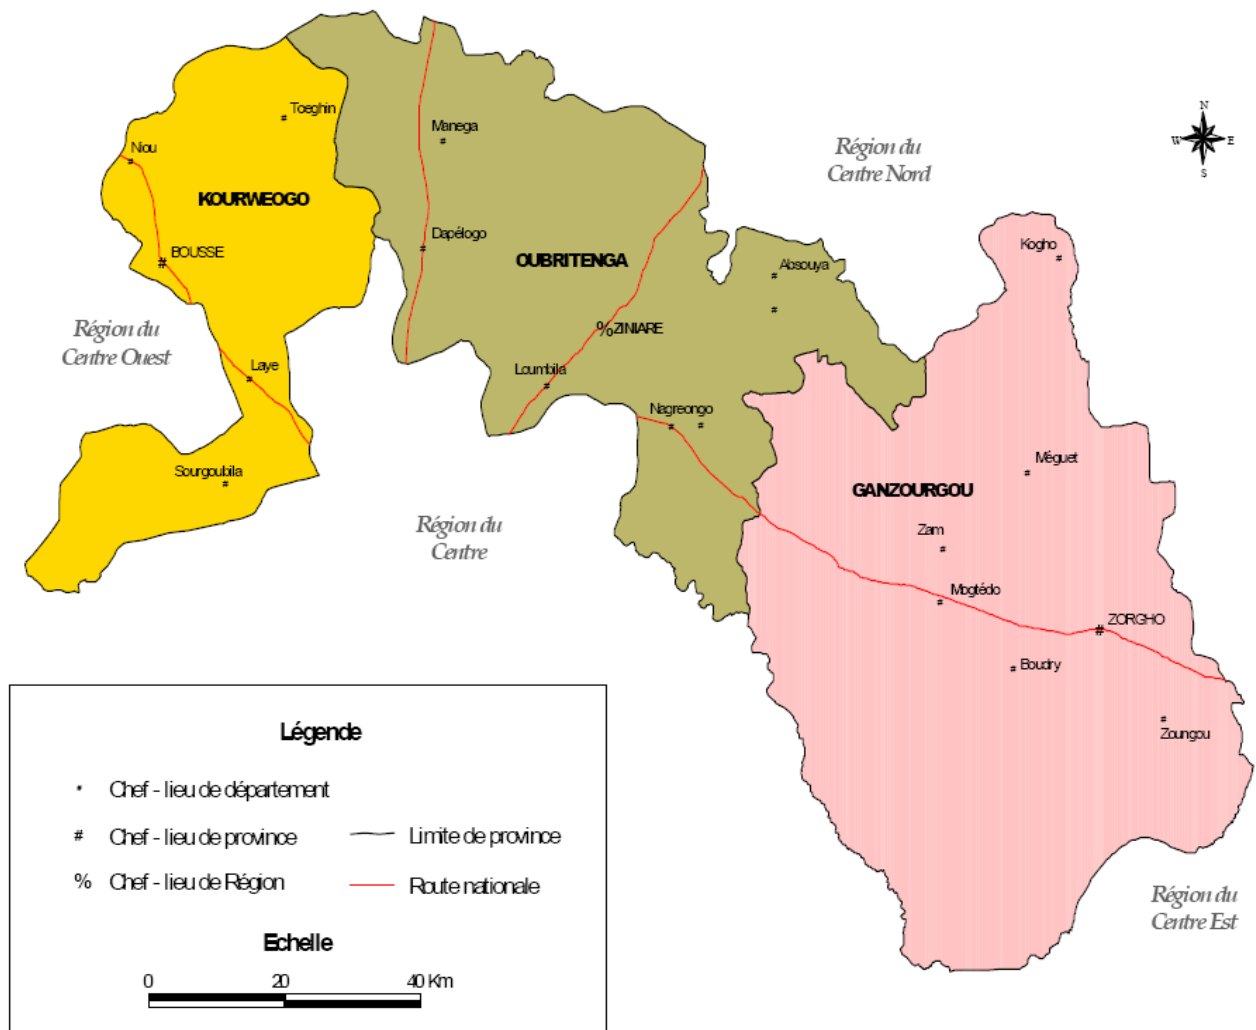 N
W E
S
Toeghin
Manega
Niou
Région du
Centre Nord
KOURWEOGO
Dapélogo
Kogho
BOUSSE
OUBRITENGA
Absouya
Région du
Centre Ouest
% ZINIARE
Laye
Loumbila
Nagreongo
Sourgoubila
Méguet
GANZOURGOU
Région du
Centre
Zam
Mogtédo
ZORGHO
Boudry
Zoungou
Légende
Chef - lieu de département
# Chef - lieu de province
Limite de province
% Chef - lieu de Région
Route nationale
Région du
Centre Est
Echelle
0 20 40 Km